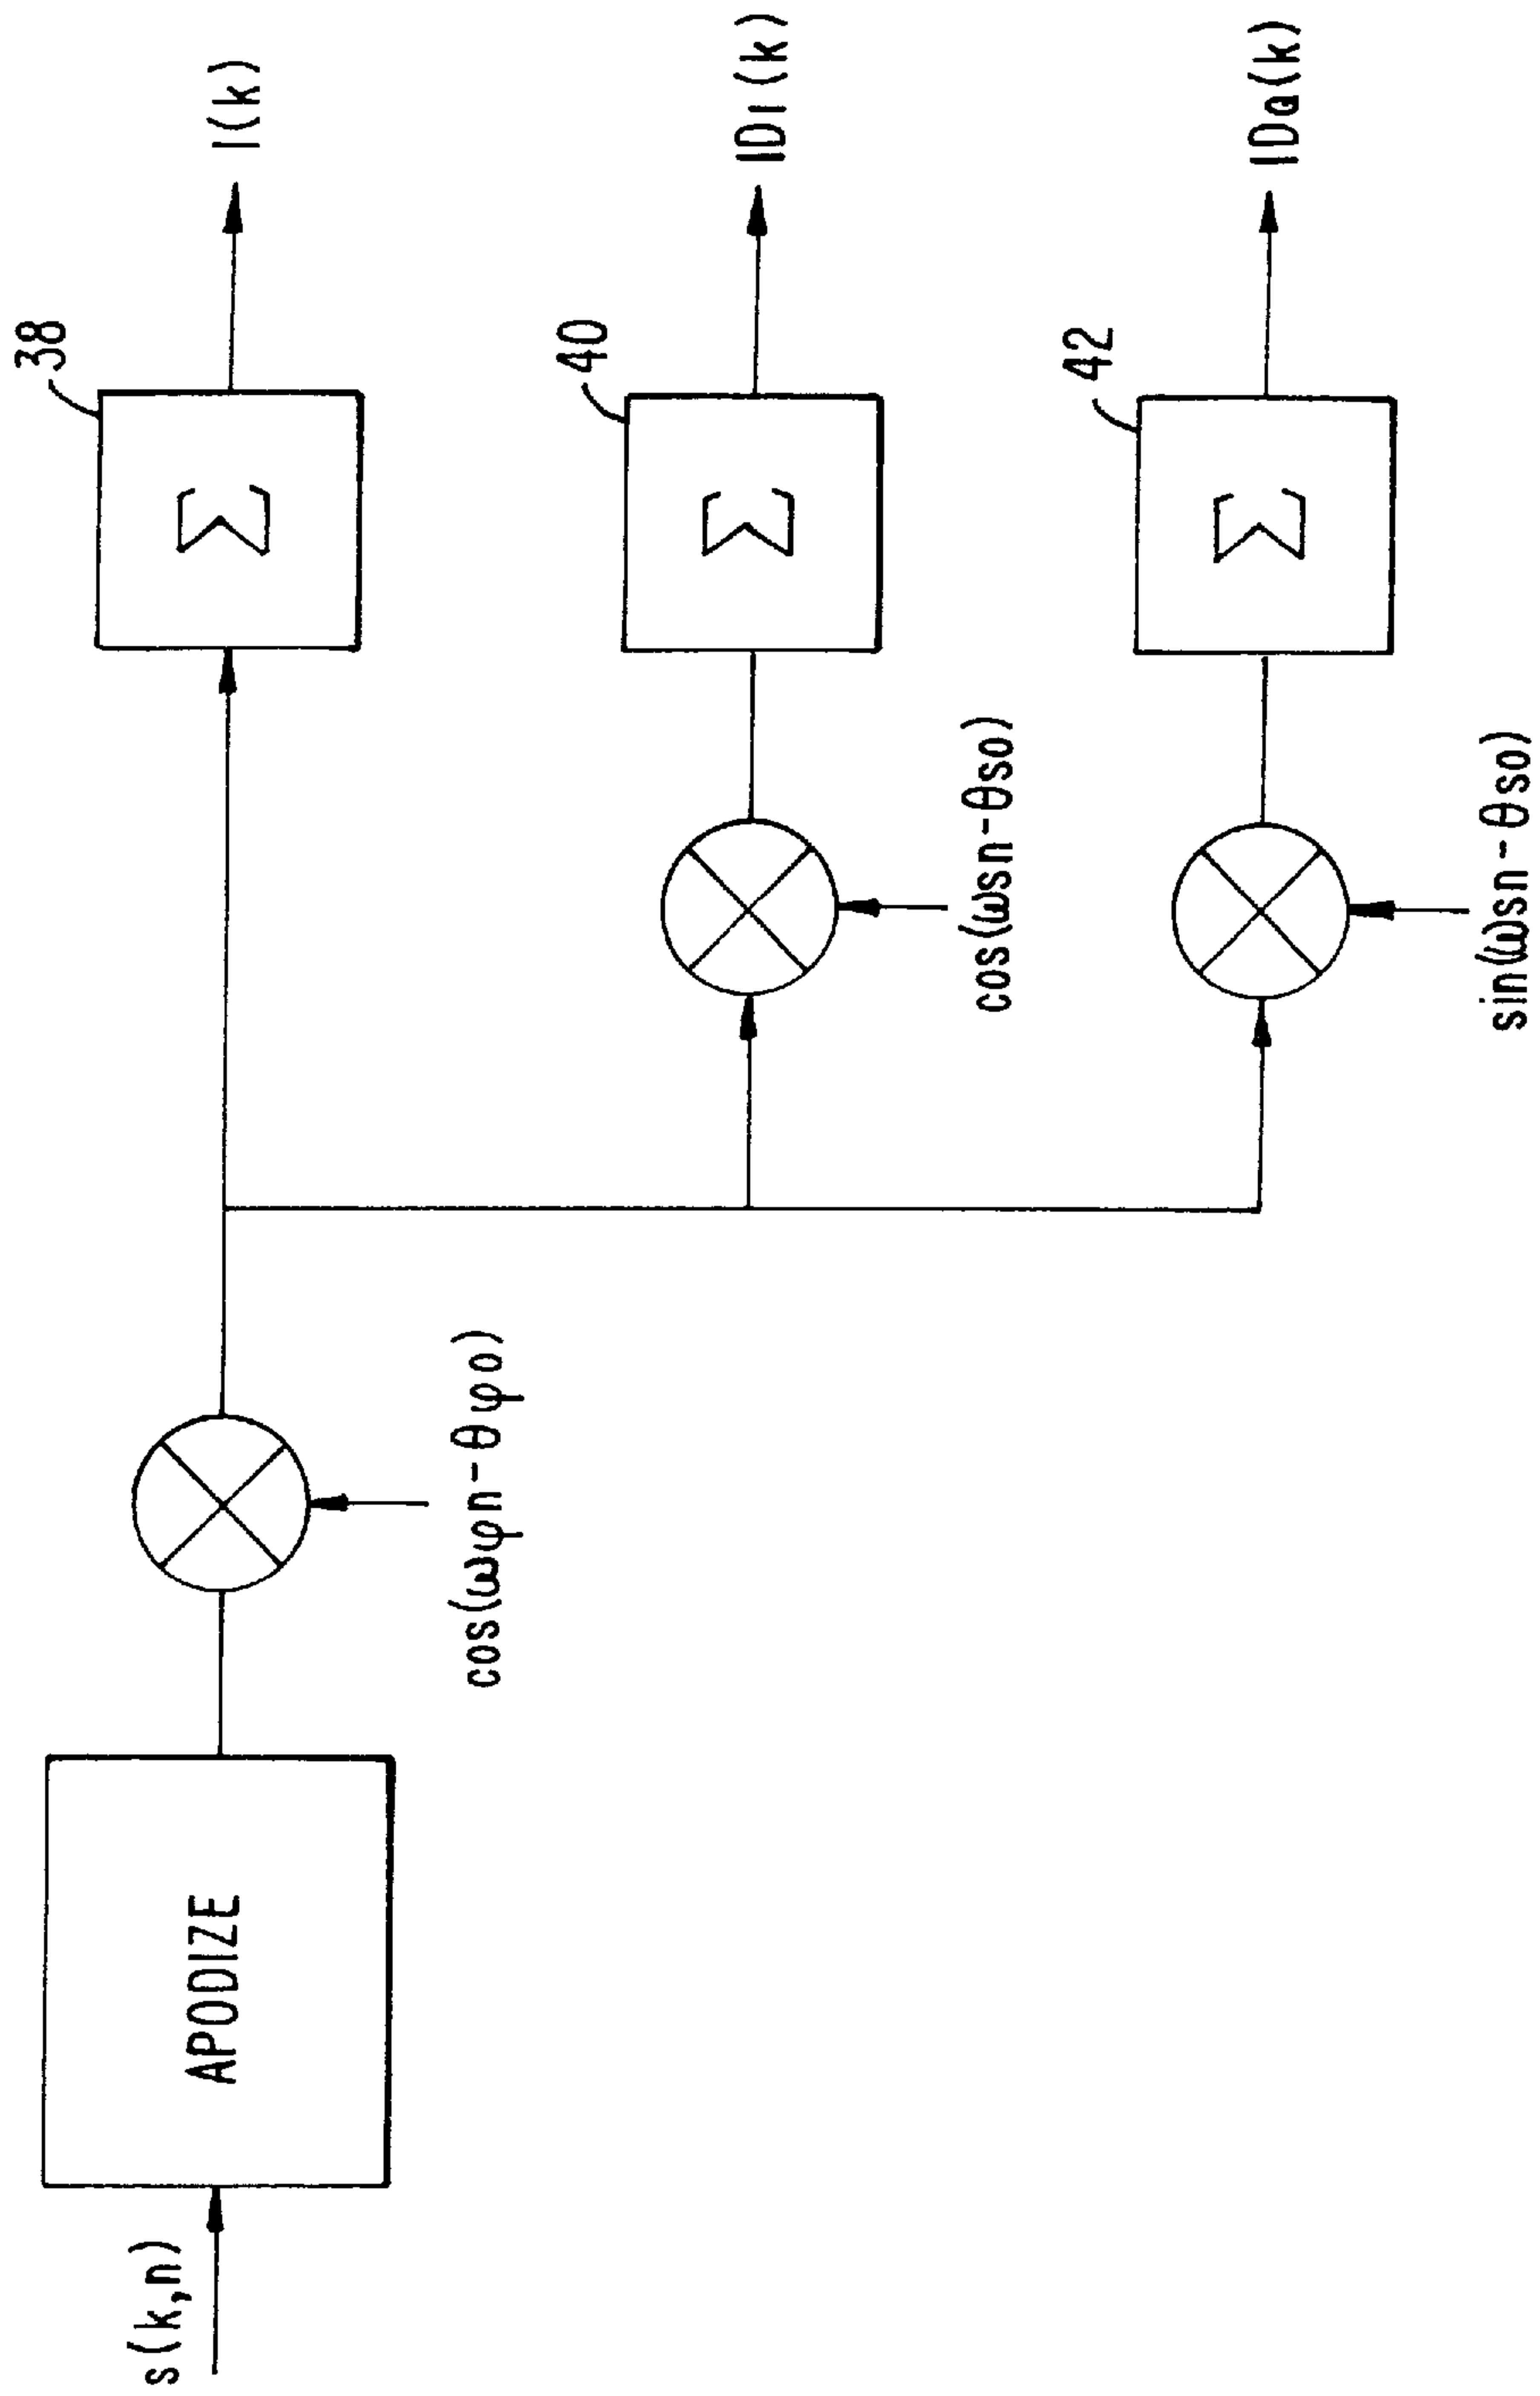 s(k,n)
APODIZE
cos(ωφn-θφo)
38
Σ
I(k)
cos(ωsn-θso)
40
Σ
IDI(k)
sin(ωsn-θso)
42
Σ
IDQ(k)